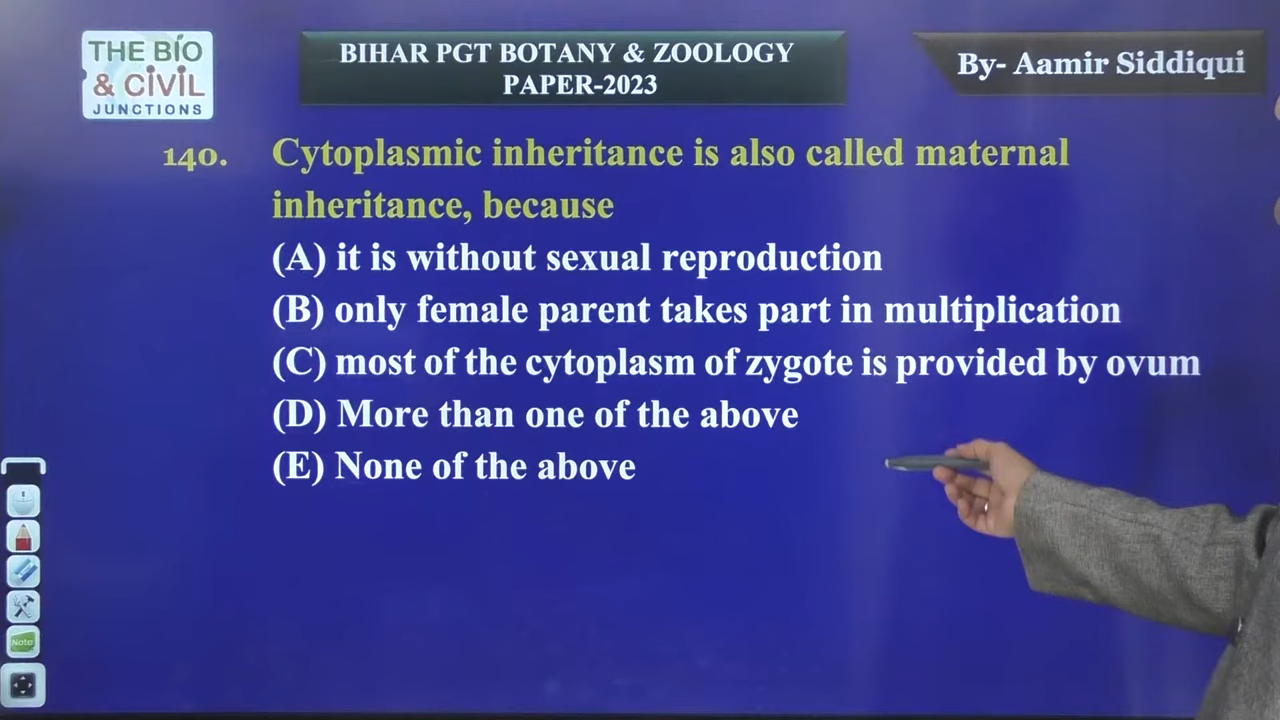 THE BIO
& CIVIL
JUNCTIONS
BIHAR PGT BOTANY & ZOOLOGY
PAPER-2023
By- Aamir Siddiqui
140. Cytoplasmic inheritance is also called maternal
inheritance, because
(A) it is without sexual reproduction
(B) only female parent takes part in multiplication
(C) most of the cytoplasm of zygote is provided by ovum
(D) More than one of the above
(E) None of the above
Note